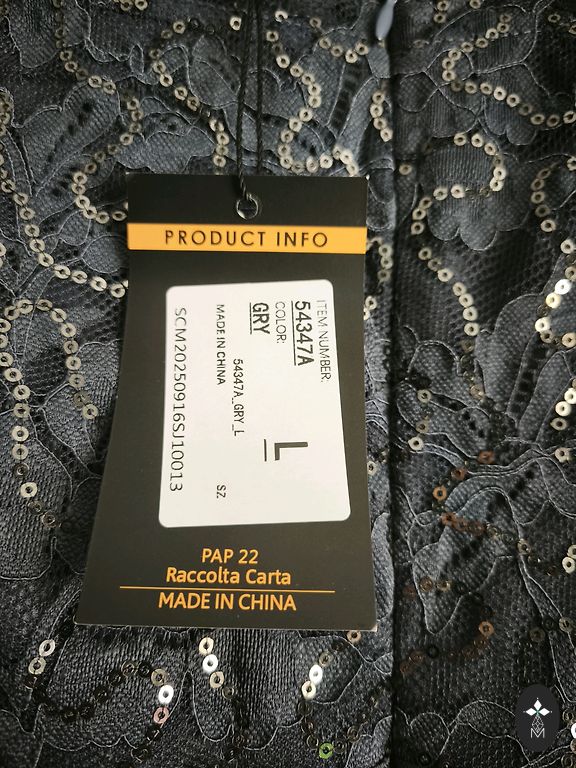 PRODUCT INFO
ITEM NUMBER:
54347A
COLOR:
GRY
L
54347A_GRY_L
MADE IN CHINA
SZ
SCM20250916SJ10013
PAP 22
Raccolta Carta
MADE IN CHINA
M